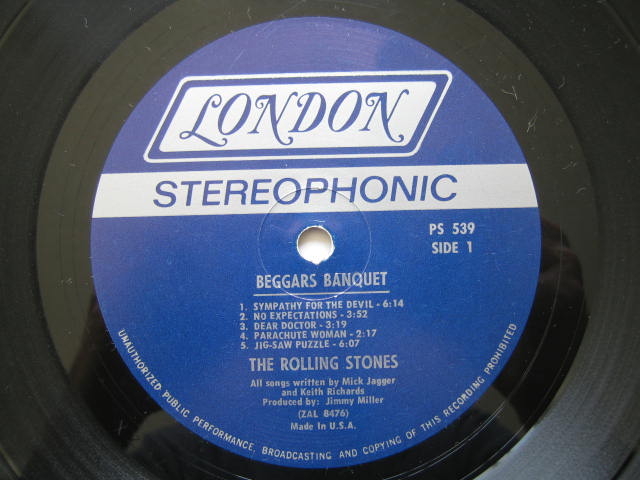 LONDON
STEREOPHONIC
PS 539
SIDE 1
BEGGARS BANQUET
1. SYMPATHY FOR THE DEVIL - 6:14
2. NO EXPECTATIONS - 3:52
3. DEAR DOCTOR - 3:19
4. PARACHUTE WOMAN - 2:17
5. JIG-SAW PUZZLE - 6:07
THE ROLLING STONES
All songs written by Mick Jagger
and Keith Richards
Produced by: Jimmy Miller
(ZAL 8476)
Made in U.S.A.
UNAUTHORIZED PUBLIC PERFORMANCE, BROADCASTING AND COPYING OF THIS RECORDING PROHIBITED